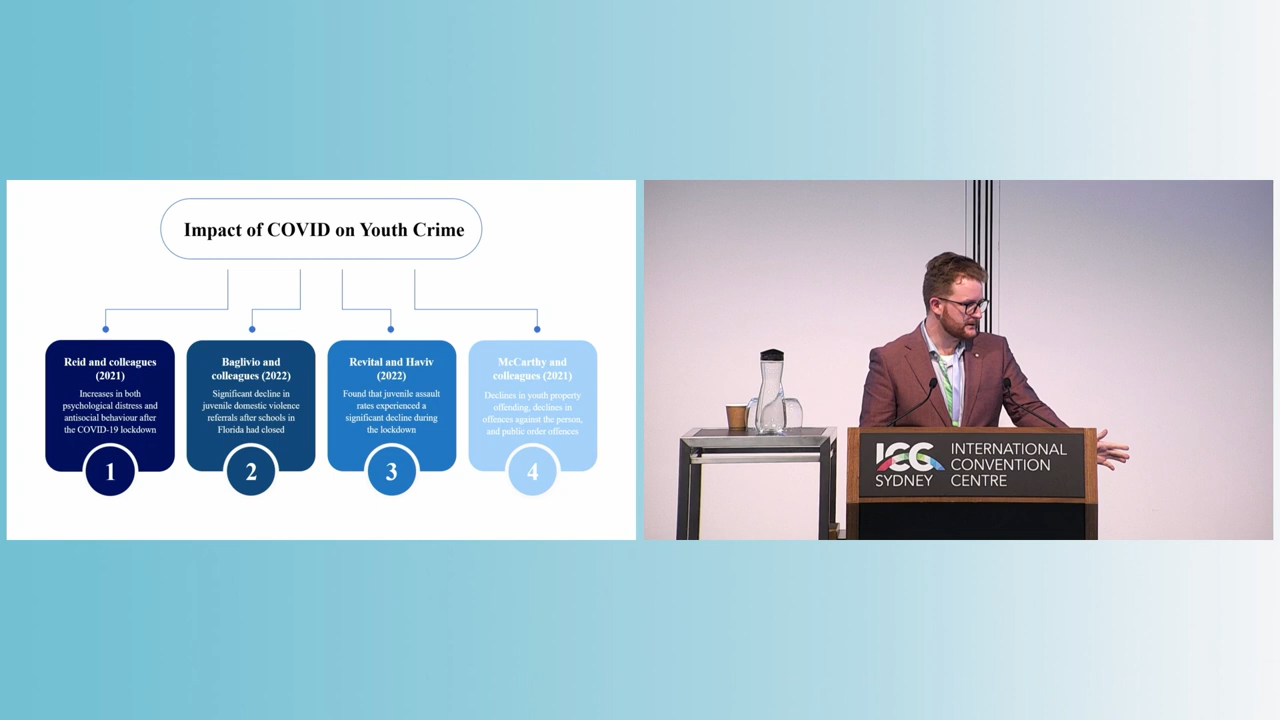 Impact of COVID on Youth Crime
Reid and colleagues
(2021)
Increases in both
psychological distress and
antisocial behaviour after
the COVID-19 lockdown
1
Baglivio and
colleagues (2022)
Significant decline in
juvenile domestic violence
referrals after schools in
Florida had closed
2
Revital and Haviv
(2022)
Found that juvenile assault
rates experienced a
significant decline during
the lockdown
3
McCarthy and
colleagues (2021)
Declines in youth property
offending, declines in
offences against the person,
and public order offences
4
ICC
SYDNEY
INTERNATIONAL
CONVENTION
CENTRE